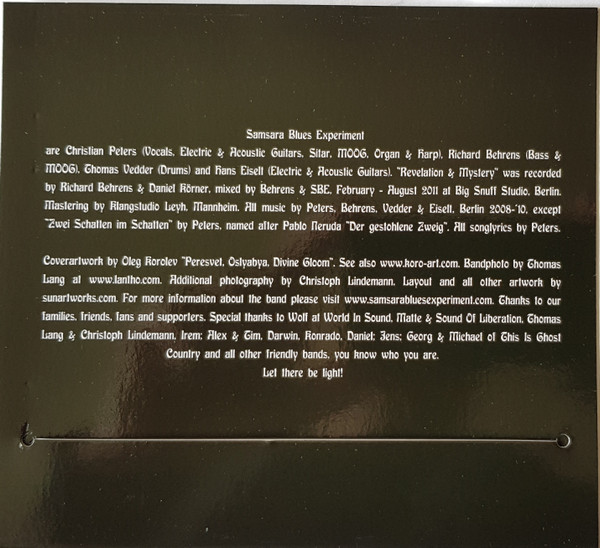 Samsara Blues Experiment
are Christian Peters (Vocals, Electric & Acoustic Guitars, Sitar, MOOG, Organ & Harp), Richard Behrens (Bass &
MOOG), Thomas Vedder (Drums) and Hans Eiselt (Electric & Acoustic Guitars). "Revelation & Mystery" was recorded
by Richard Behrens & Daniel Körner, mixed by Behrens & SBE, February - August 2011 at Big Snuff Studio, Berlin.
Mastering by Klangstudio Leyh, Mannheim. All music by Peters, Behrens, Vedder & Eiselt, Berlin 2008-'10, except
"Zwei Schatten im Schatten" by Peters, named after Pablo Neruda "Der gestohlene Zweig". All songlyrics by Peters.
Coverartwork by Oleg Korolev "Peresvet, Oslyabya, Divine Gloom". See also www.koro-art.com. Bandphoto by Thomas
Lang at www.lantho.com. Additional photography by Christoph Lindemann. Layout and all other artwork by
sunartworks.com. For more information about the band please visit www.samsarabluesexperiment.com. Thanks to our
families, friends, fans and supporters. Special thanks to Wolf at World In Sound, Matte & Sound Of Liberation, Thomas
Lang & Christoph Lindemann, Irem; Alex & Tim, Darwin, Konrado, Daniel; Jens; Georg & Michael of This Is Ghost
Country and all other friendly bands, you know who you are.
Let there be light!